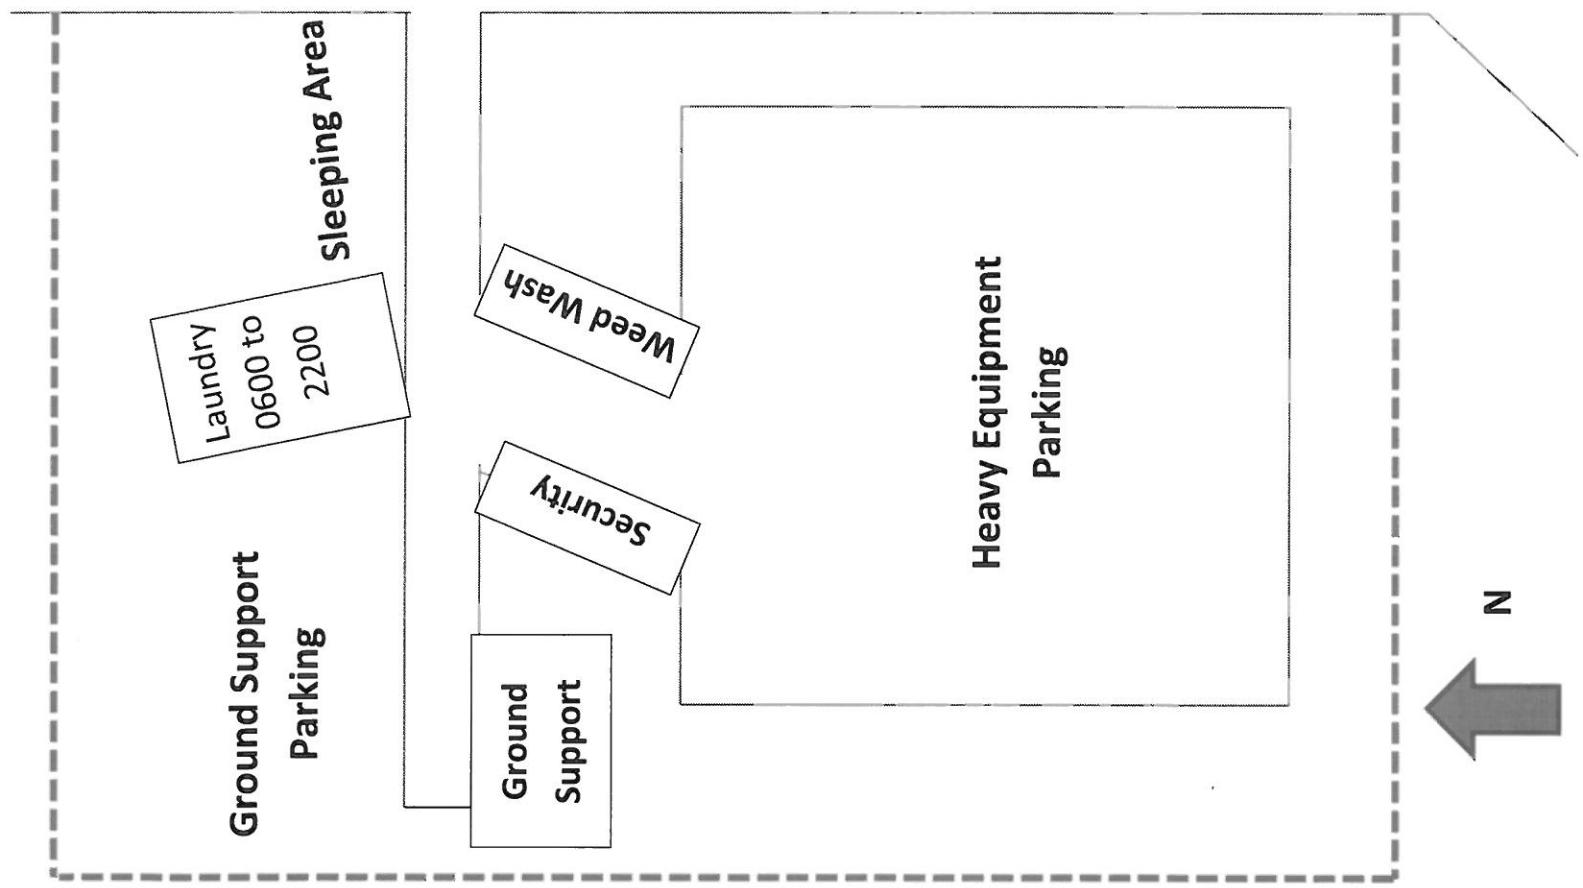 Laundry
0600 to
2200
Sleeping Area
Ground Support
Parking
Weed Wash
Security
Ground
Support
Heavy Equipment
Parking
N